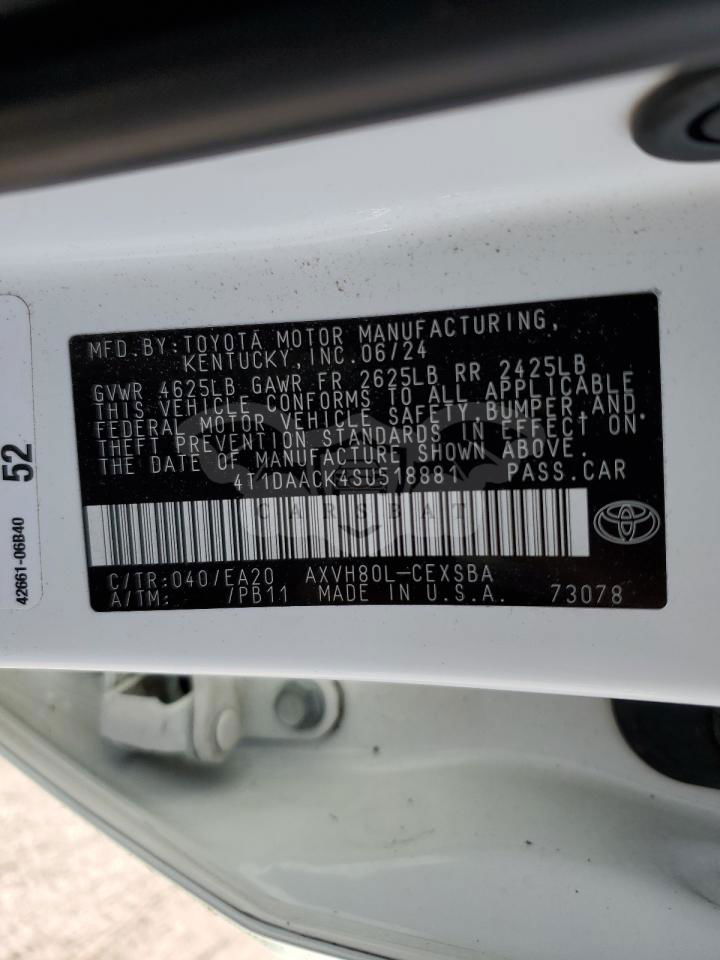 MFD.BY:TOYOTA MOTOR MANUFACTURING,
KENTUCKY,INC.06/24
GVWR 4625LB GAWR FR 2625LB RR 2425LB
THIS VEHICLE CONFORMS TO ALL APPLICABLE
FEDERAL MOTOR VEHICLE SAFETY,BUMPER,AND,
THEFT PREVENTION STANDARDS IN EFFECT ON
THE DATE OF MANUFACTURE SHOWN ABOVE.
4T1DAACK4SU518881 PASS.CAR
CARSBAT
C/TR:040/EA20 AXVH80L-CEXSBA
A/TM: /PB11 MADE IN U.S.A. 73078
52
42661-06B40